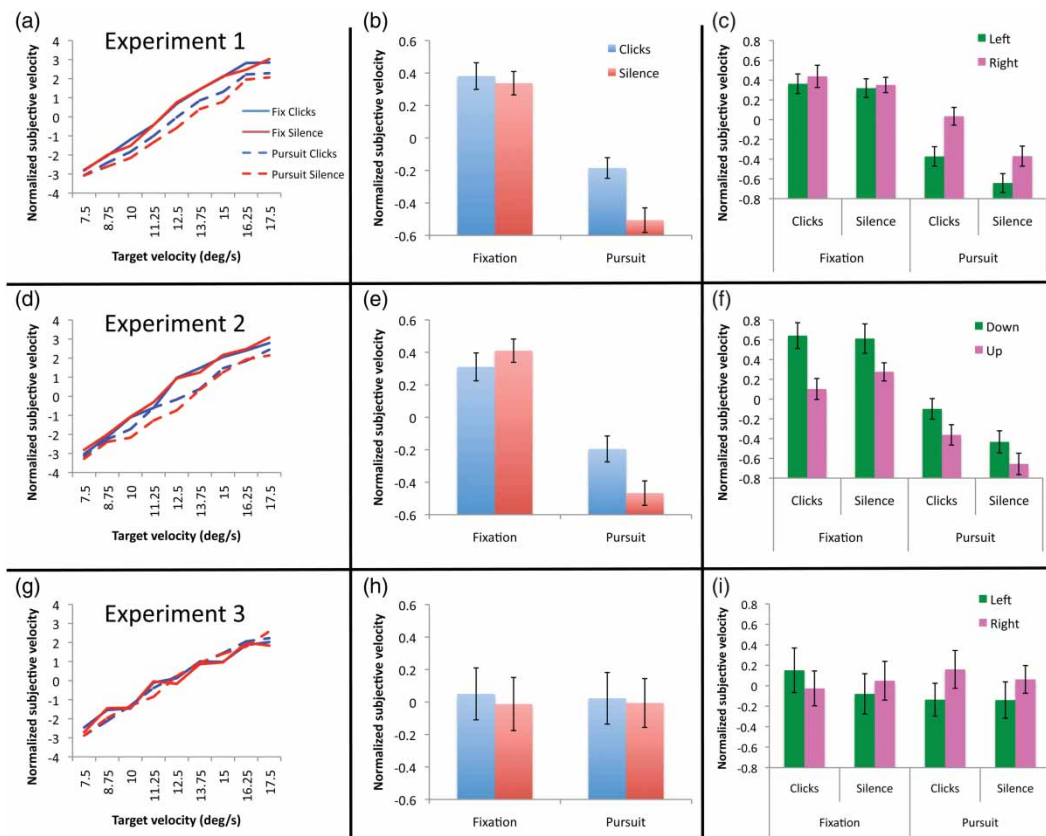 (a)
Experiment 1
Normalized subjective velocity
4
3
2
1
0
-1
-2
-3
-4
Fix Clicks
Fix Silence
Pursuit Clicks
Pursuit Silence
7.5
8.75
10
11.25
12.5
13.75
15
16.25
17.5
Target velocity (deg/s)
(b)
Normalized subjective velocity
0.6
0.4
0.2
0
-0.2
-0.4
-0.6
Clicks
Silence
Fixation Pursuit
(c)
Normalized subjective velocity
0.8
0.6
0.4
0.2
0
-0.2
-0.4
-0.6
-0.8
Left
Right
Clicks Silence Clicks Silence
Fixation Pursuit
(d)
Experiment 2
Normalized subjective velocity
4
3
2
1
0
-1
-2
-3
-4
7.5
8.75
10
11.25
12.5
13.75
15
16.25
17.5
Target velocity (deg/s)
(e)
Normalized subjective velocity
0.6
0.4
0.2
0
-0.2
-0.4
-0.6
Fixation Pursuit
(f)
Normalized subjective velocity
0.8
0.6
0.4
0.2
0
-0.2
-0.4
-0.6
-0.8
Down
Up
Clicks Silence Clicks Silence
Fixation Pursuit
(g)
Experiment 3
Normalized subjective velocity
4
3
2
1
0
-1
-2
-3
-4
7.5
8.75
10
11.25
12.5
13.75
15
16.25
17.5
Target velocity (deg/s)
(h)
Normalized subjective velocity
0.6
0.4
0.2
0
-0.2
-0.4
-0.6
Fixation Pursuit
(i)
Normalized subjective velocity
0.8
0.6
0.4
0.2
0
-0.2
-0.4
-0.6
-0.8
Left
Right
Clicks Silence Clicks Silence
Fixation Pursuit